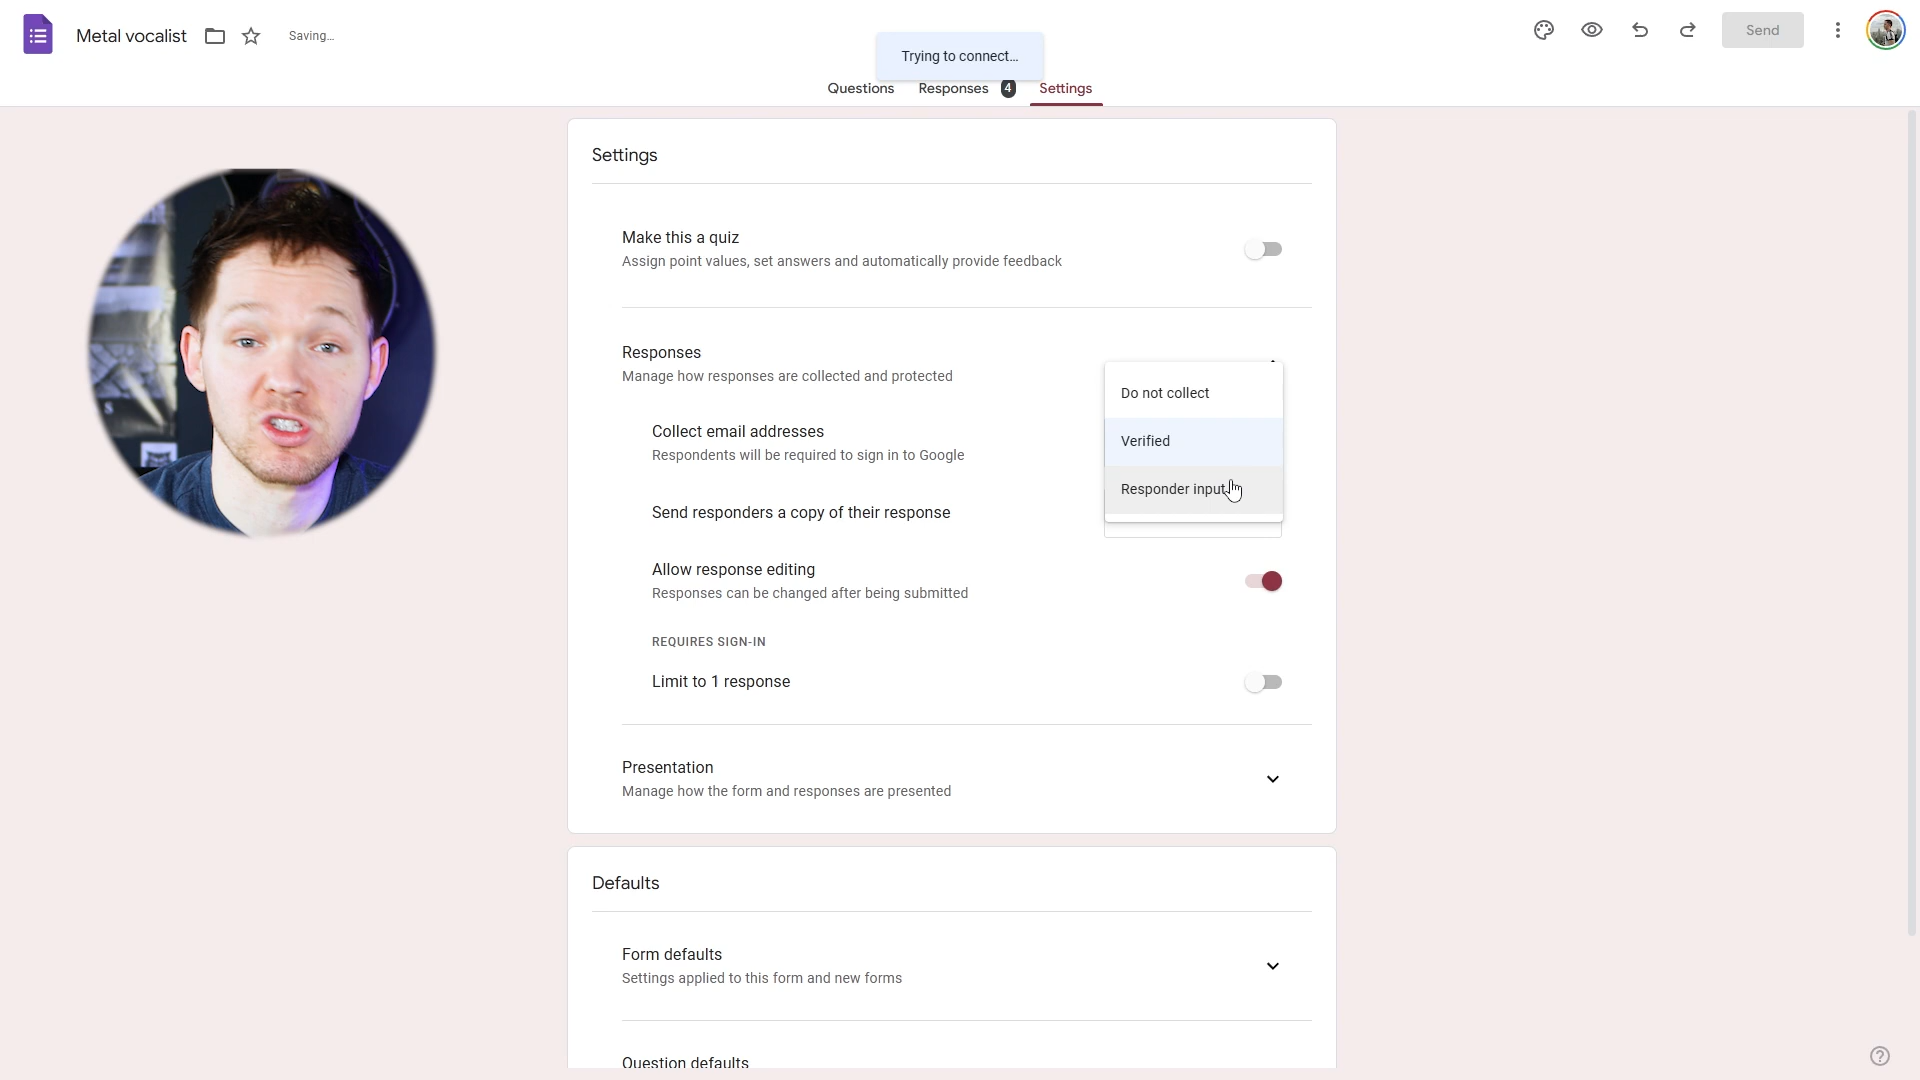 Metal vocalist
Saving...
Trying to connect...
Send
Questions
Responses 4
Settings
Settings
Make this a quiz
Assign point values, set answers and automatically provide feedback
Responses
Manage how responses are collected and protected
Do not collect
Collect email addresses
Respondents will be required to sign in to Google
Verified
Responder input
Send responders a copy of their response
Allow response editing
Responses can be changed after being submitted
REQUIRES SIGN-IN
Limit to 1 response
Presentation
Manage how the form and responses are presented
Defaults
Form defaults
Settings applied to this form and new forms
Question defaults